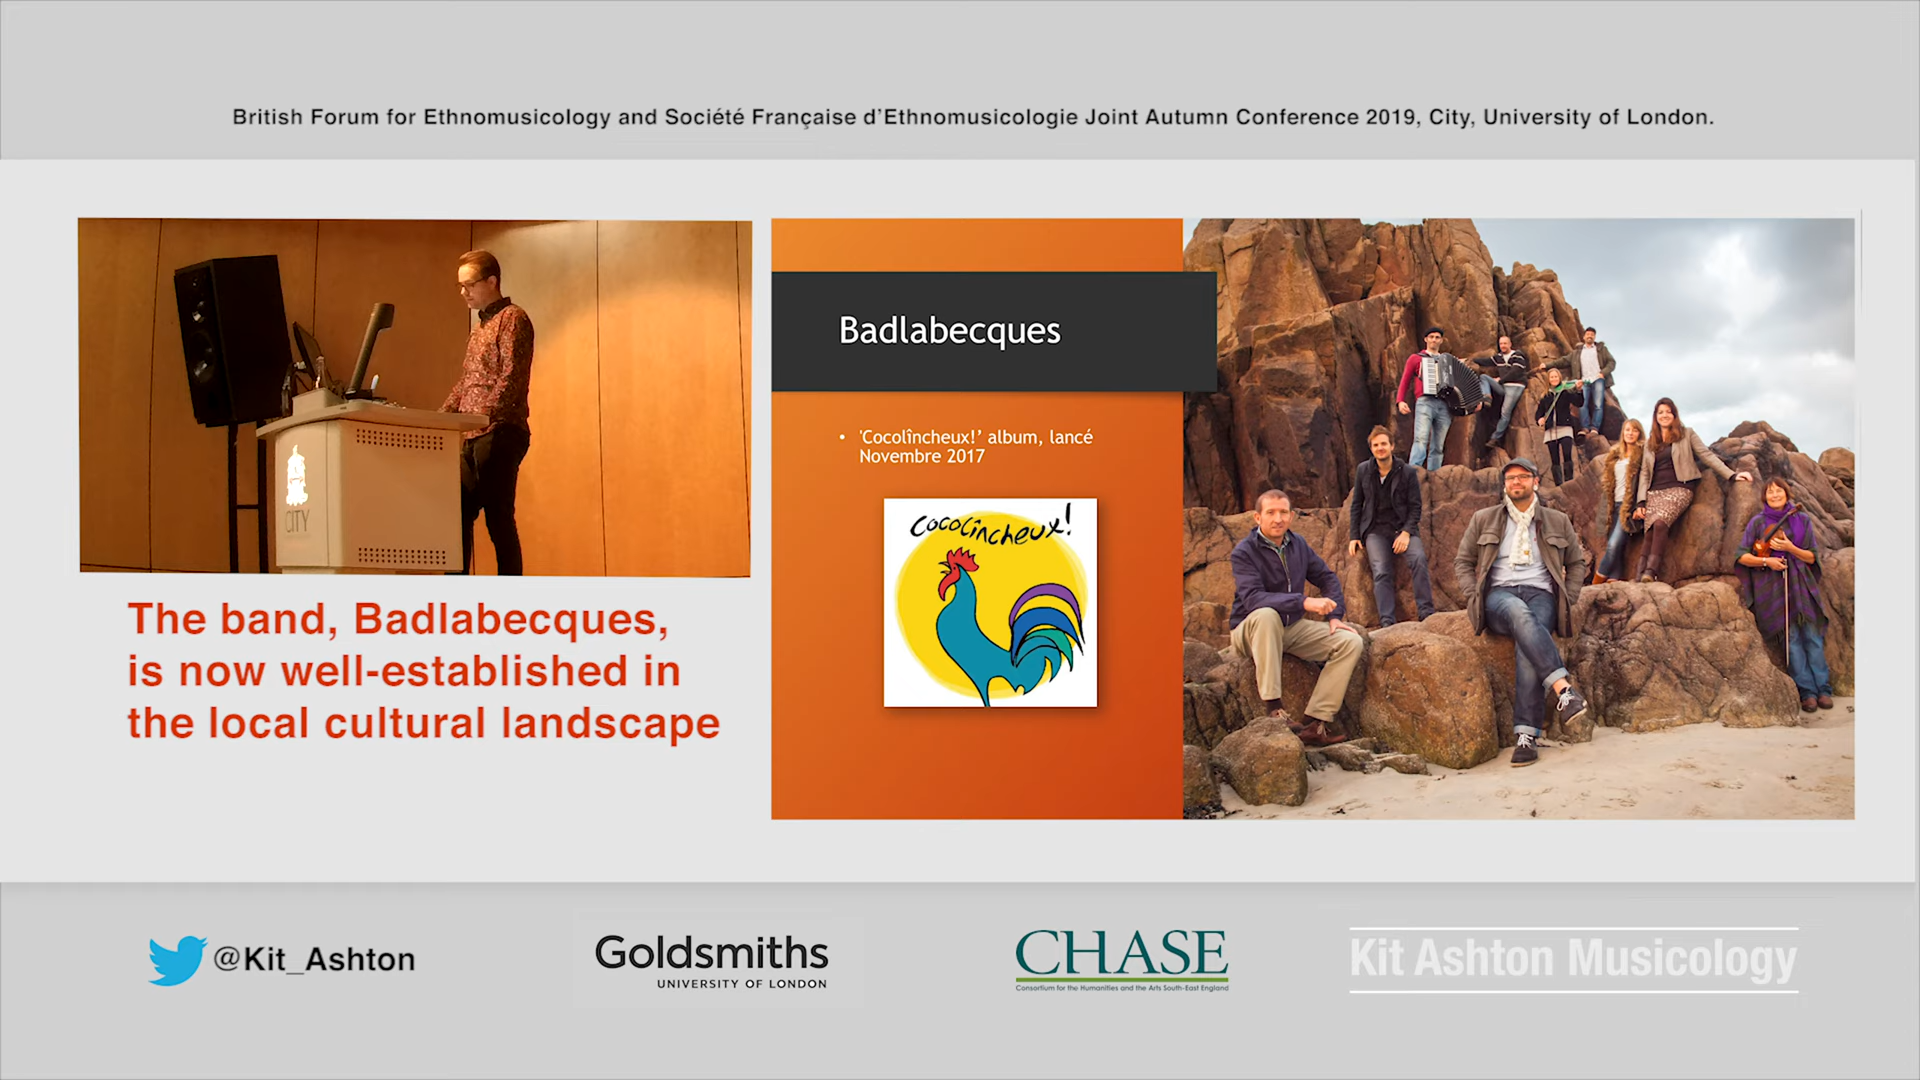 British Forum for Ethnomusicology and Société Française d'Ethnomusicologie Joint Autumn Conference 2019, City, University of London.
CITY
The band, Badlabecques,
is now well-established in
the local cultural landscape
Badlabecques
• 'Cocolîncheux!’ album, lancé
Novembre 2017
Cocolîncheux!
@Kit_Ashton
Goldsmiths
UNIVERSITY OF LONDON
CHASE
Consortium for the Humanities and the Arts South-East England
Kit Ashton Musicology